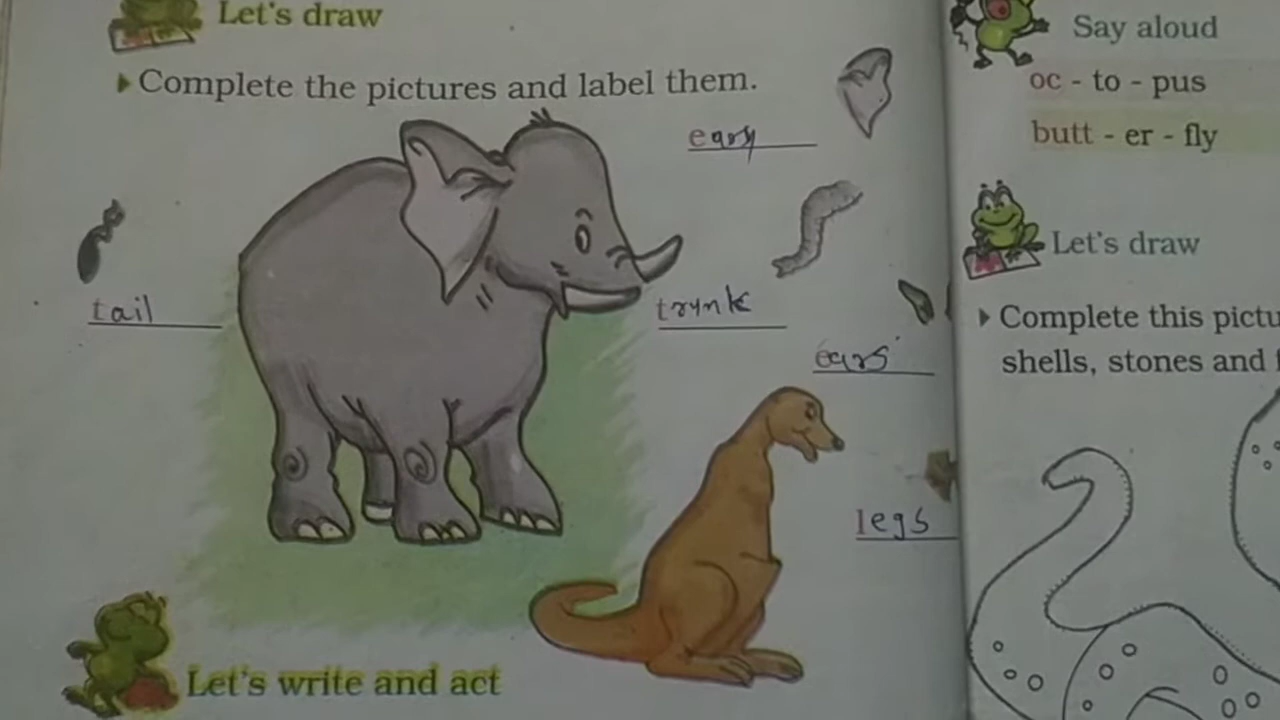 Let's draw
Complete the pictures and label them.
ears
tail
trunk
ears
legs
Let's write and act
Say aloud
oc - to - pus
butt - er - fly
Let's draw
Complete this pictu
shells, stones and